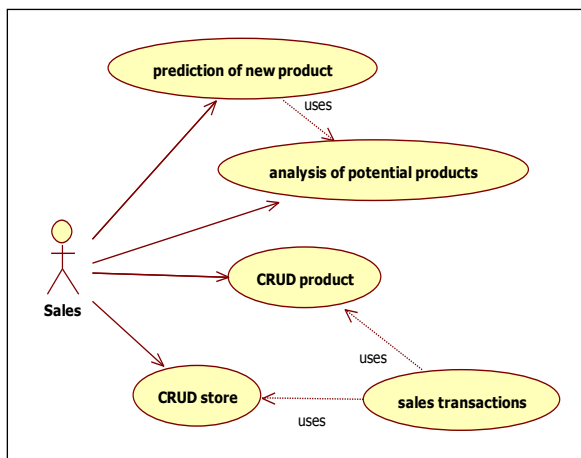 prediction of new product
uses
analysis of potential products
CRUD product
Sales
uses
CRUD store
sales transactions
uses